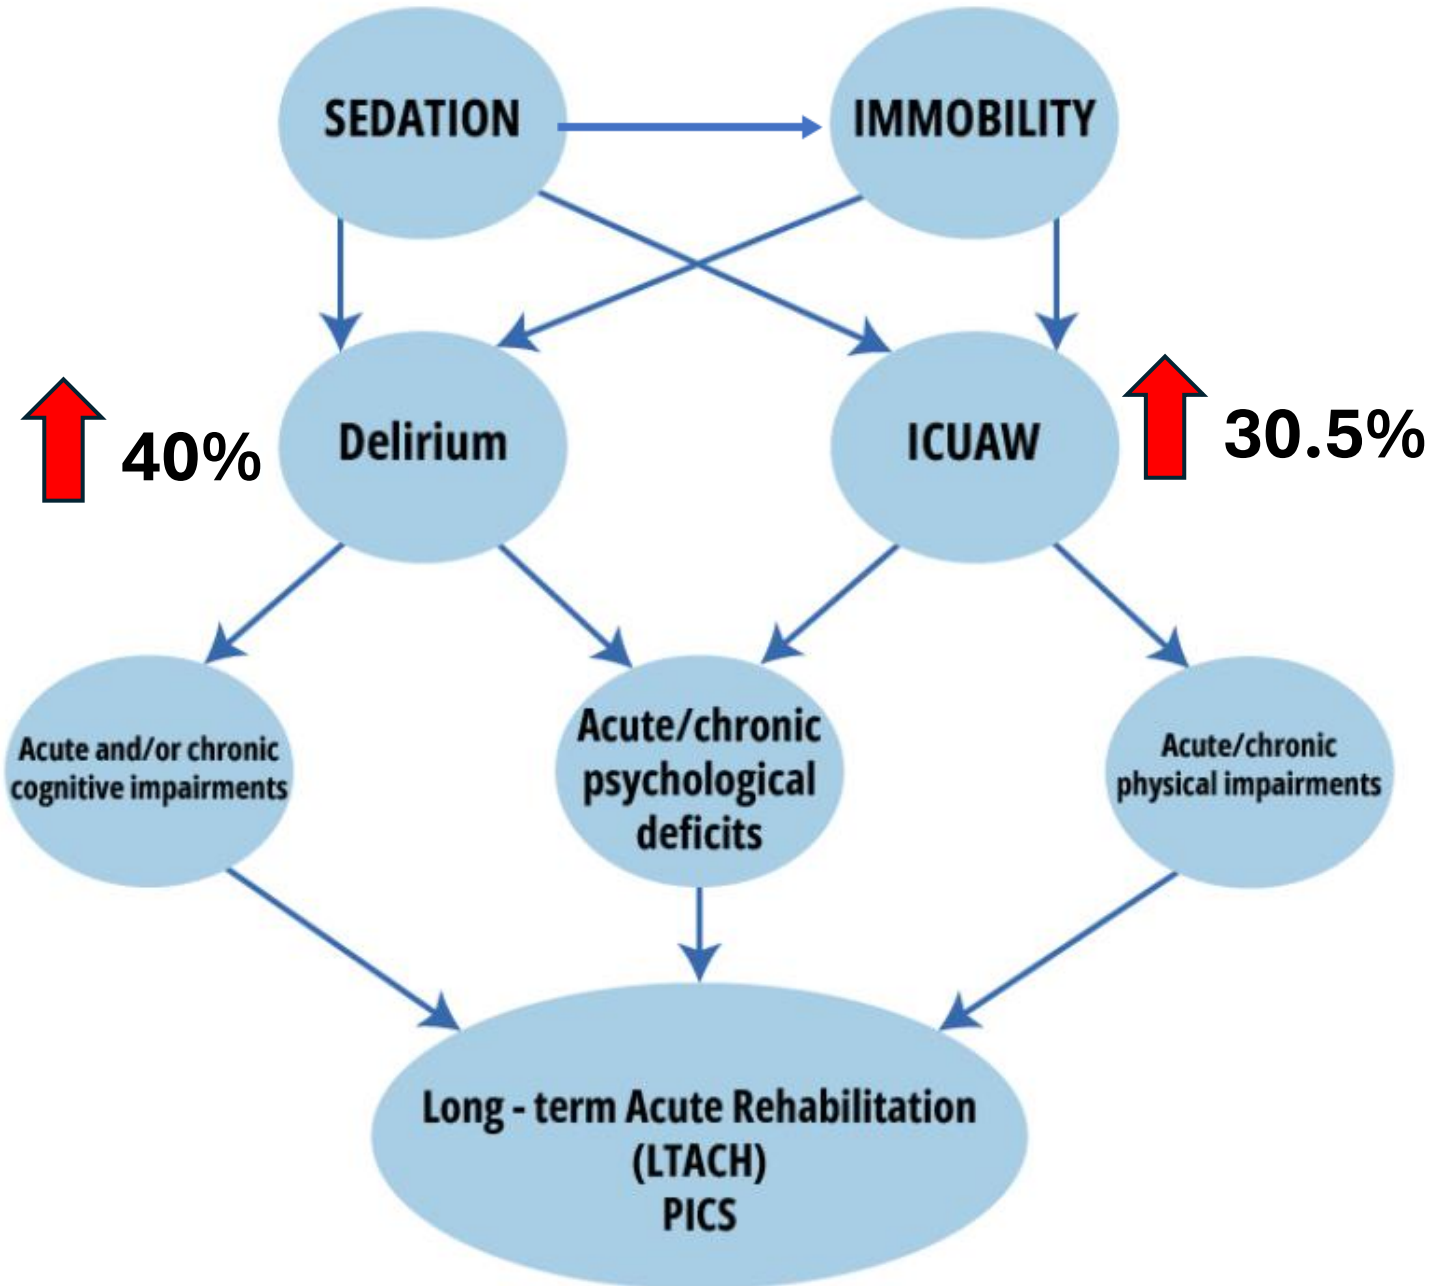 SEDATION
IMMOBILITY
40%
Delirium
ICUAW
30.5%
Acute and/or chronic
cognitive impairments
Acute/chronic
psychological
deficits
Acute/chronic
physical impairments
Long - term Acute Rehabilitation
(LTACH)
PICS